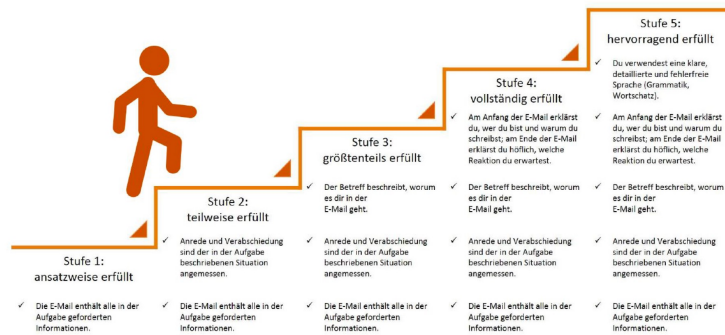 Stufe 1:
ansatzweise erfüllt
✓ Die E-Mail enthält alle in der
Aufgabe geforderten
Informationen.
Stufe 2:
teilweise erfüllt
✓ Anrede und Verabschiedung
sind der in der Aufgabe
beschriebenen Situation
angemessen.
✓ Die E-Mail enthält alle in der
Aufgabe geforderten
Informationen.
Stufe 3:
größtenteils erfüllt
✓ Der Betreff beschreibt, worum
es dir in der
E-Mail geht.
✓ Anrede und Verabschiedung
sind der in der Aufgabe
beschriebenen Situation
angemessen.
✓ Die E-Mail enthält alle in der
Aufgabe geforderten
Informationen.
Stufe 4:
vollständig erfüllt
✓ Am Anfang der E-Mail erklärst
du, wer du bist und warum du
schreibst; am Ende der E-Mail
erklärst du höflich, welche
Reaktion du erwartest.
✓ Der Betreff beschreibt, worum
es dir in der
E-Mail geht.
✓ Anrede und Verabschiedung
sind der in der Aufgabe
beschriebenen Situation
angemessen.
✓ Die E-Mail enthält alle in der
Aufgabe geforderten
Informationen.
Stufe 5:
hervorragend erfüllt
✓ Du verwendest eine klare,
detaillierte und fehlerfreie
Sprache (Grammatik,
Wortschatz).
✓ Am Anfang der E-Mail erklärst
du, wer du bist und warum du
schreibst; am Ende der E-Mail
erklärst du höflich, welche
Reaktion du erwartest.
✓ Der Betreff beschreibt, worum
es dir in der
E-Mail geht.
✓ Anrede und Verabschiedung
sind der in der Aufgabe
beschriebenen Situation
angemessen.
✓ Die E-Mail enthält alle in der
Aufgabe geforderten
Informationen.